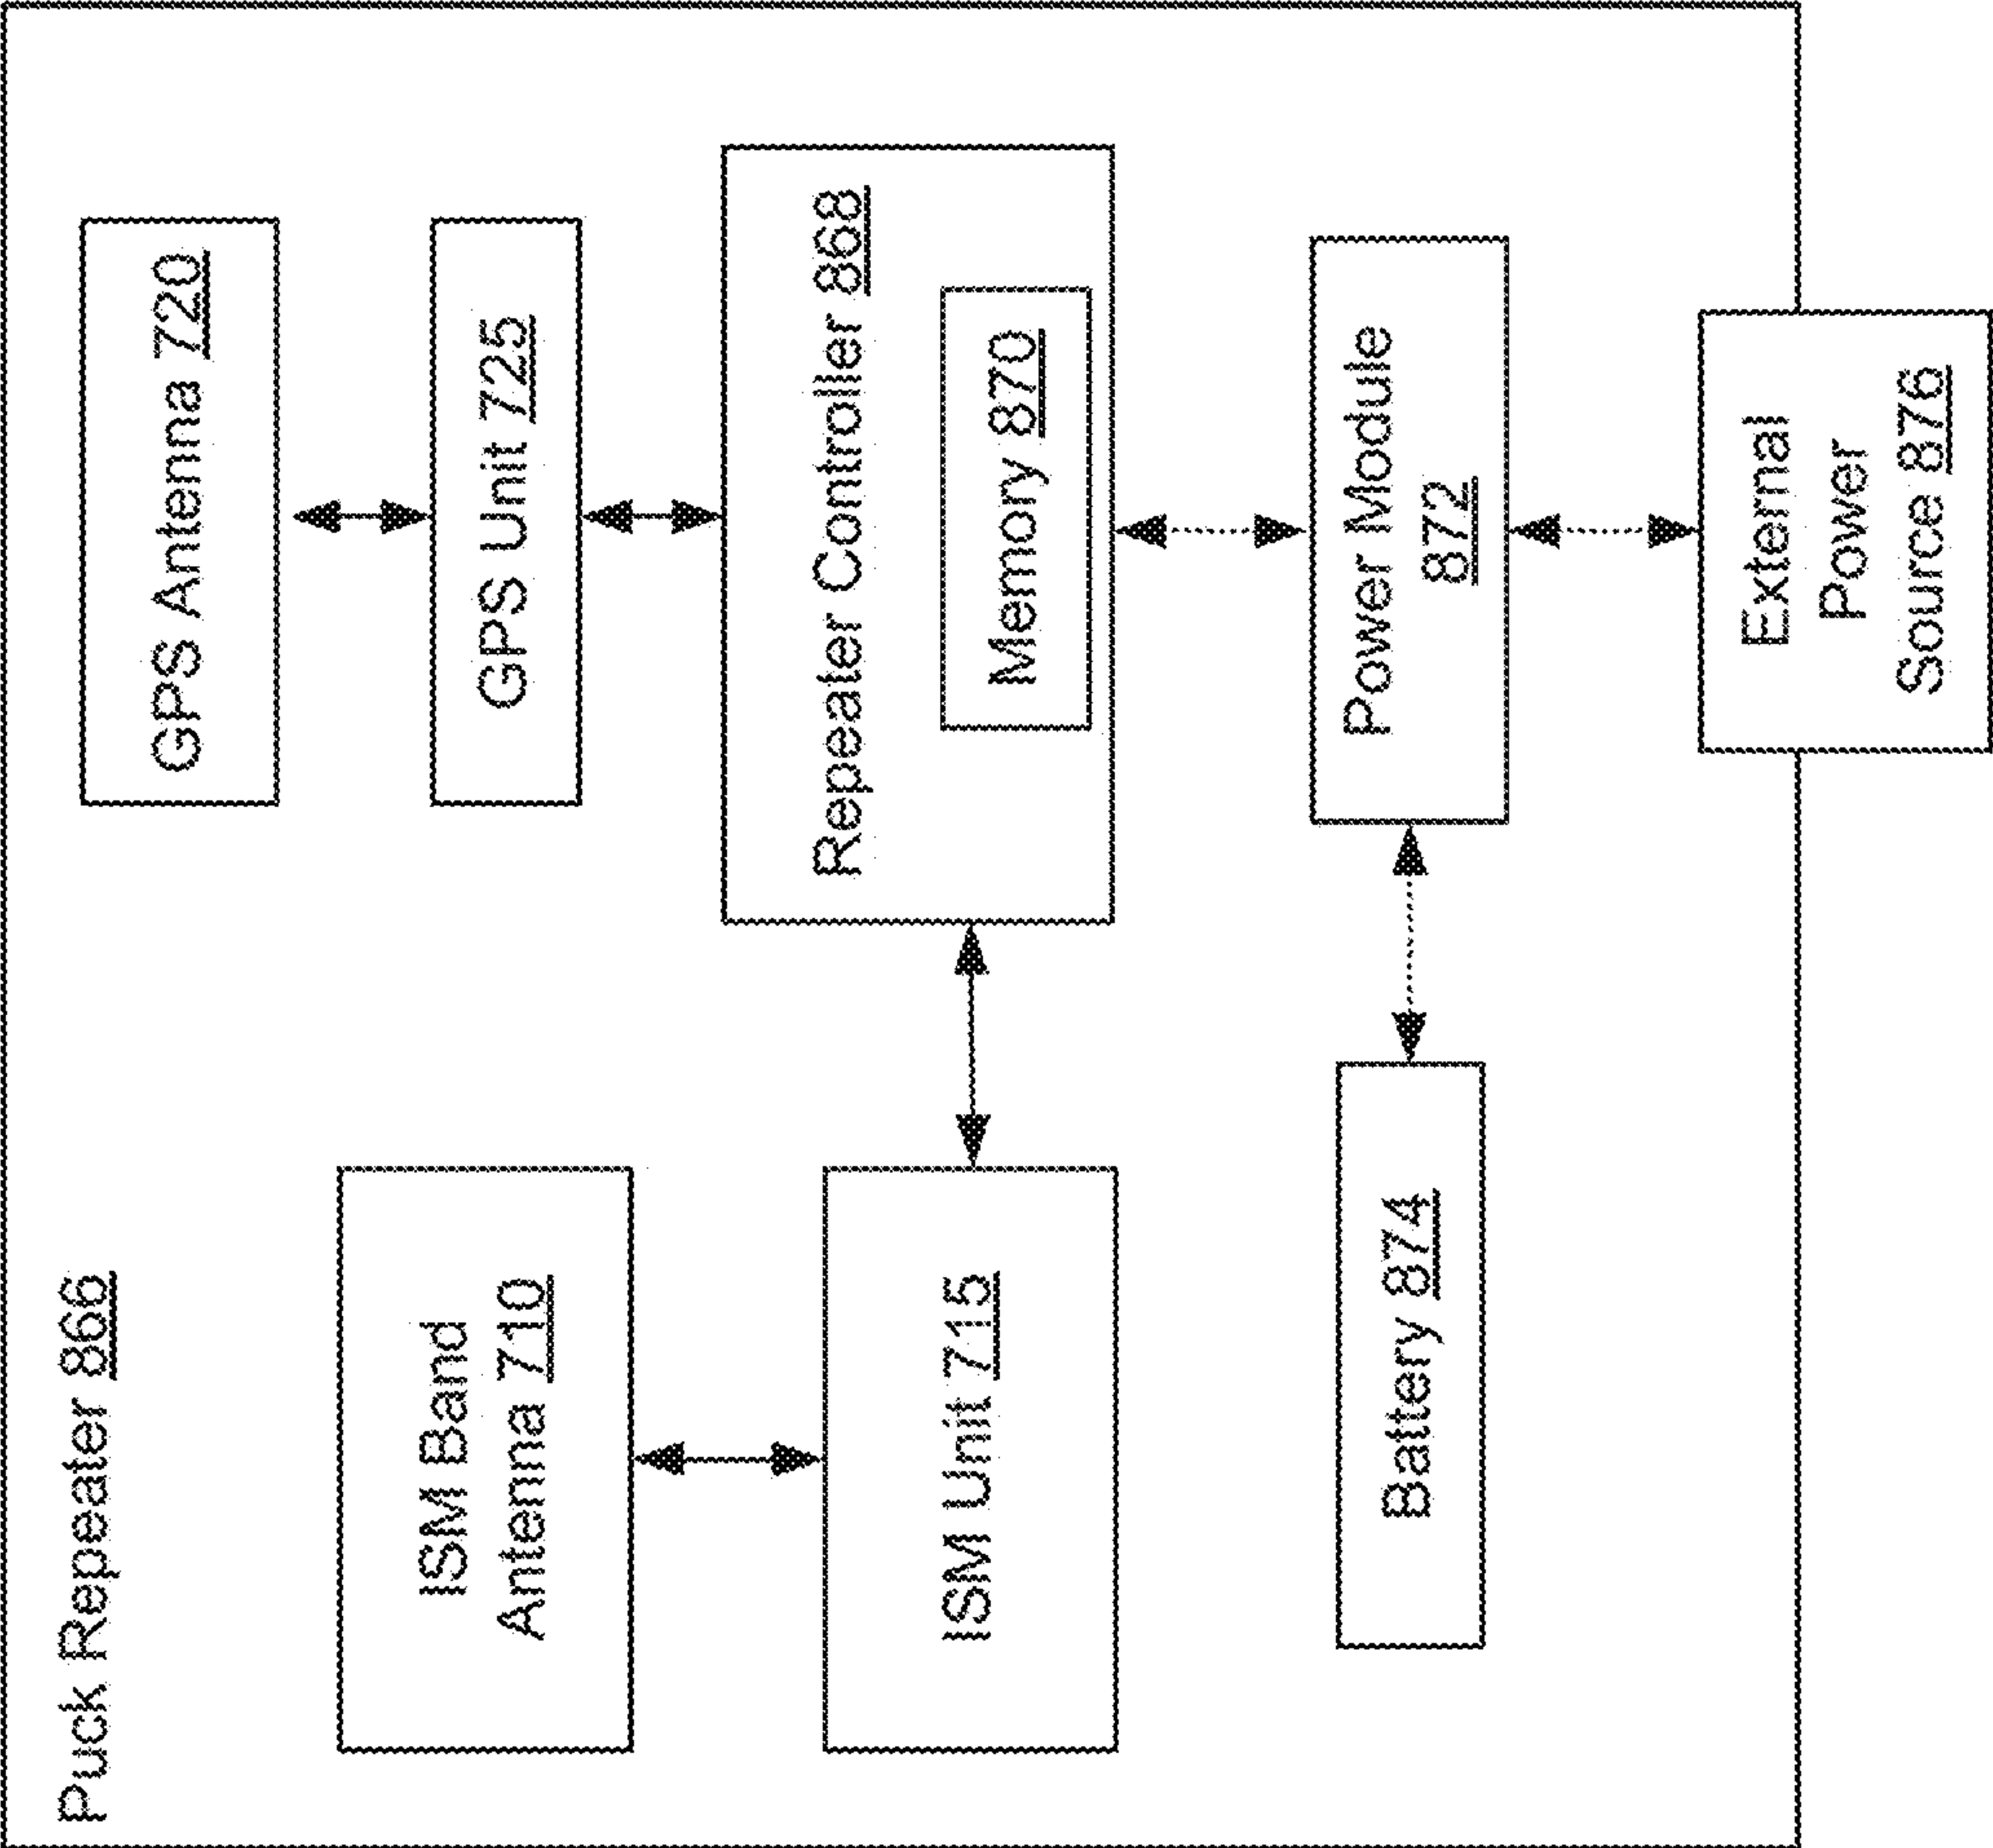 Puck Repeater 866
ISM Band
Antenna 710
GPS Antenna 720
GPS Unit 725
ISM Unit 715
Repeater Controller 868
Memory 870
Battery 874
Power Module
872
External
Power
Source 876